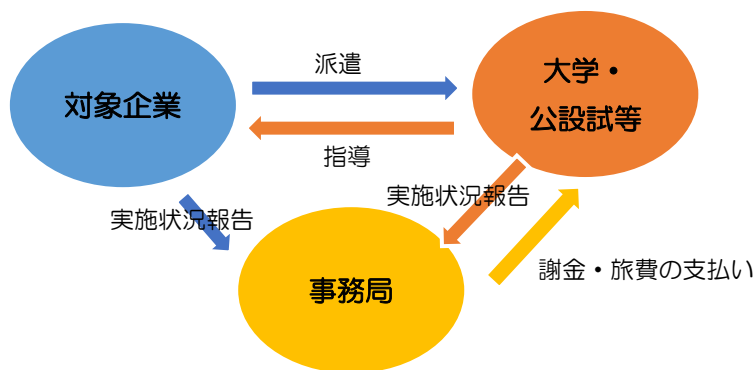 派遣
対象企業
大学・
公設試等
指導
実施状況報告
実施状況報告
事務局
謝金・旅費の支払い